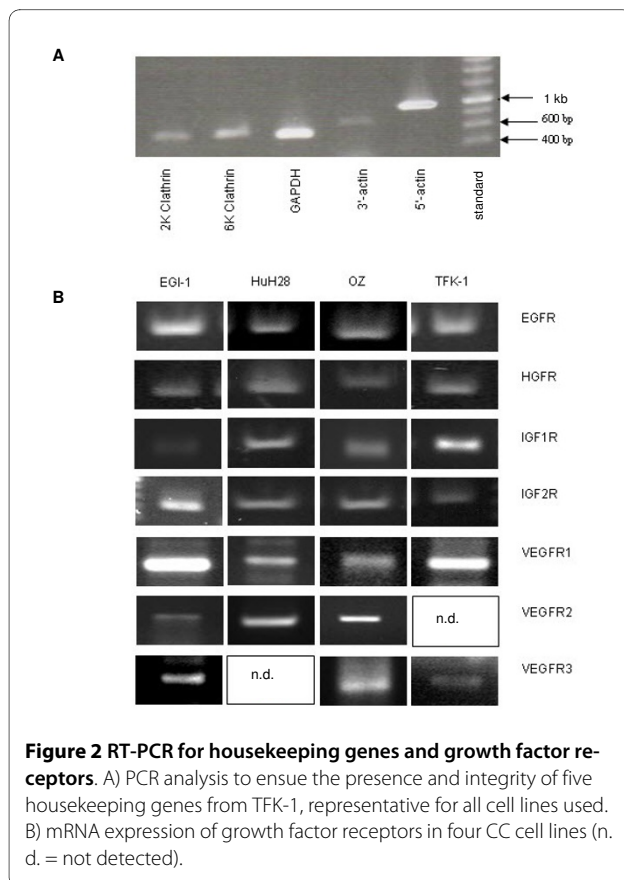 A
1 kb
600 bp
400 bp
2K Clathrin
6K Clathrin
GAPDH
3'-actin
5'-actin
standard
EGI-1 HuH28 OZ TFK-1
B
EGFR
HGFR
IGF1R
IGF2R
VEGFR1
VEGFR2
n.d.
VEGFR3
n.d.
Figure 2 RT-PCR for housekeeping genes and growth factor re-
ceptors. A) PCR analysis to ensue the presence and integrity of five
housekeeping genes from TFK-1, representative for all cell lines used.
B) mRNA expression of growth factor receptors in four CC cell lines (n.
d. = not detected).